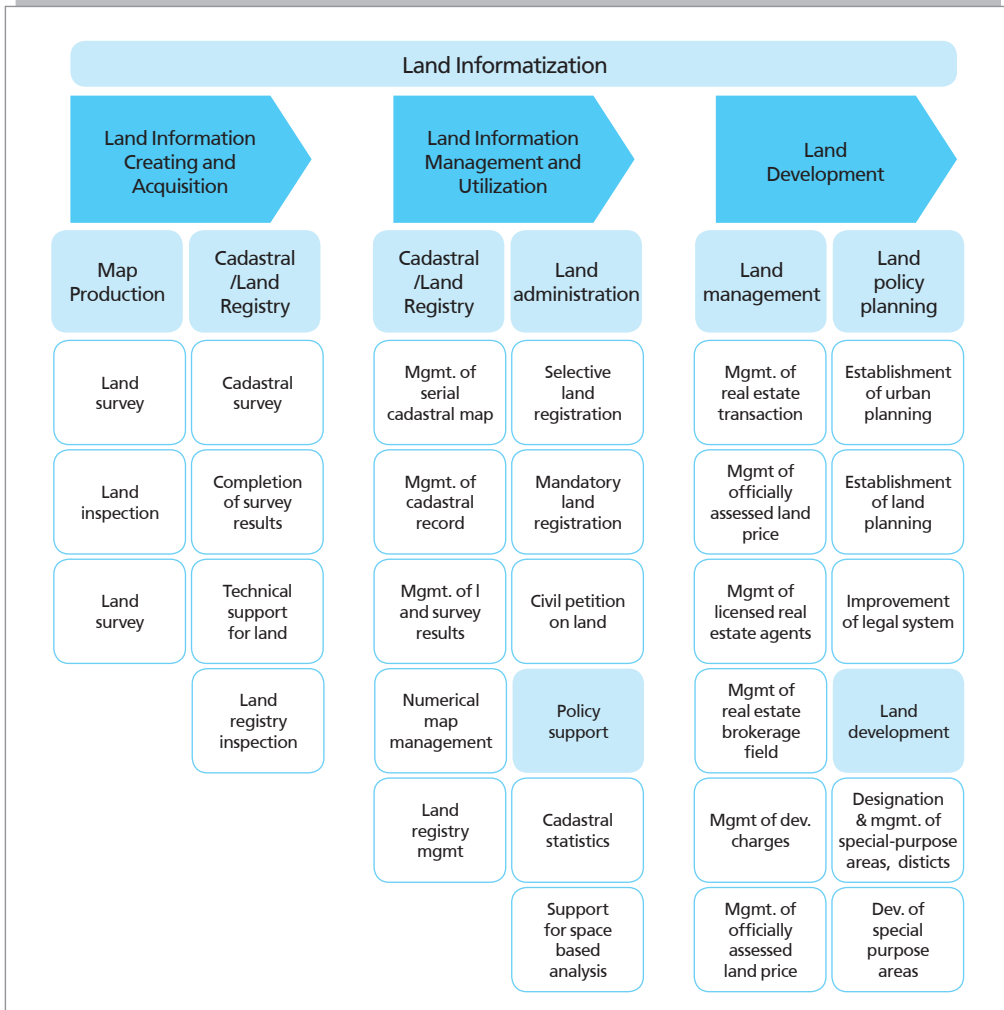 Land Informatization
Land Information
Creating and
Acquisition
Land Information
Management and
Utilization
Land
Development
Map
Production
Cadastral
/Land
Registry
Cadastral
/Land
Registry
Land
administration
Land
management
Land
policy
planning
Land
survey
Cadastral
survey
Mgmt. of
serial
cadastral map
Selective
land
registration
Mgmt. of
real estate
transaction
Establishment
of urban
planning
Land
inspection
Completion
of survey
results
Mgmt. of
cadastral
record
Mandatory
land
registration
Mgmt of
officially
assessed land
price
Establishment
of land
planning
Land
survey
Technical
support
for land
Mgmt. of l
and survey
results
Civil petition
on land
Mgmt of
licensed real
estate agents
Improvement
of legal system
Land
registry
inspection
Numerical
map
management
Policy
support
Mgmt of
real estate
brokerage
field
Land
development
Land
registry
mgmt
Cadastral
statistics
Mgmt of dev.
charges
Designation
& mgmt. of
special-purpose
areas, disticts
Support
for space
based
analysis
Mgmt. of
officially
assessed
land price
Dev. of
special
purpose
areas